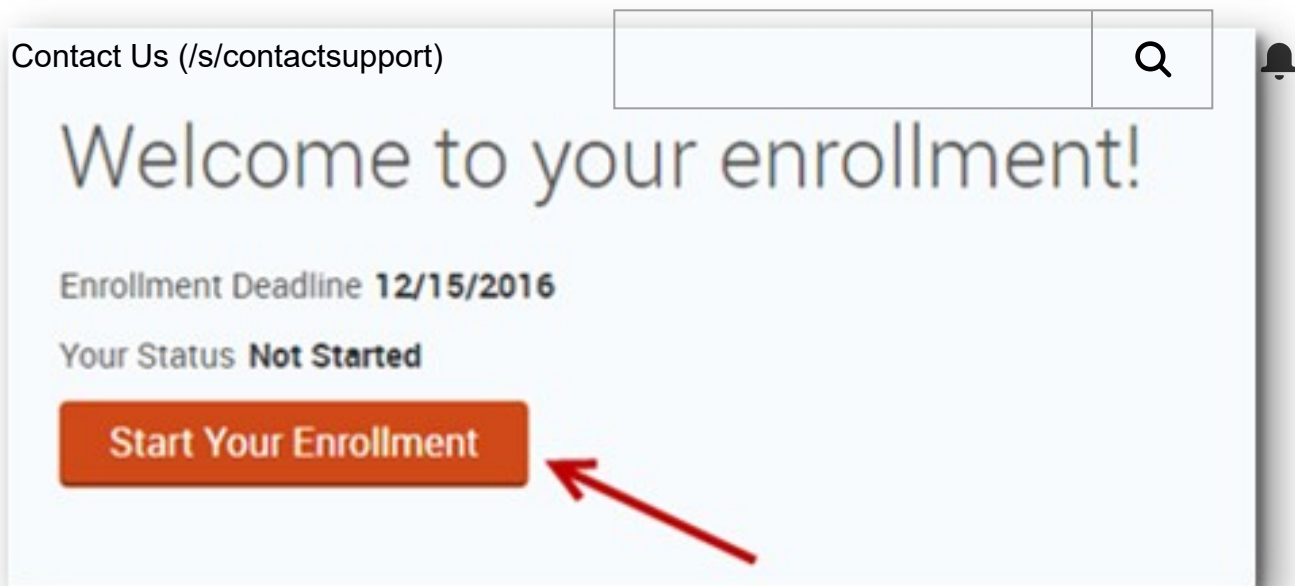 Contact Us (/s/contactsupport)
Welcome to your enrollment!
Enrollment Deadline 12/15/2016
Your Status Not Started
Start Your Enrollment